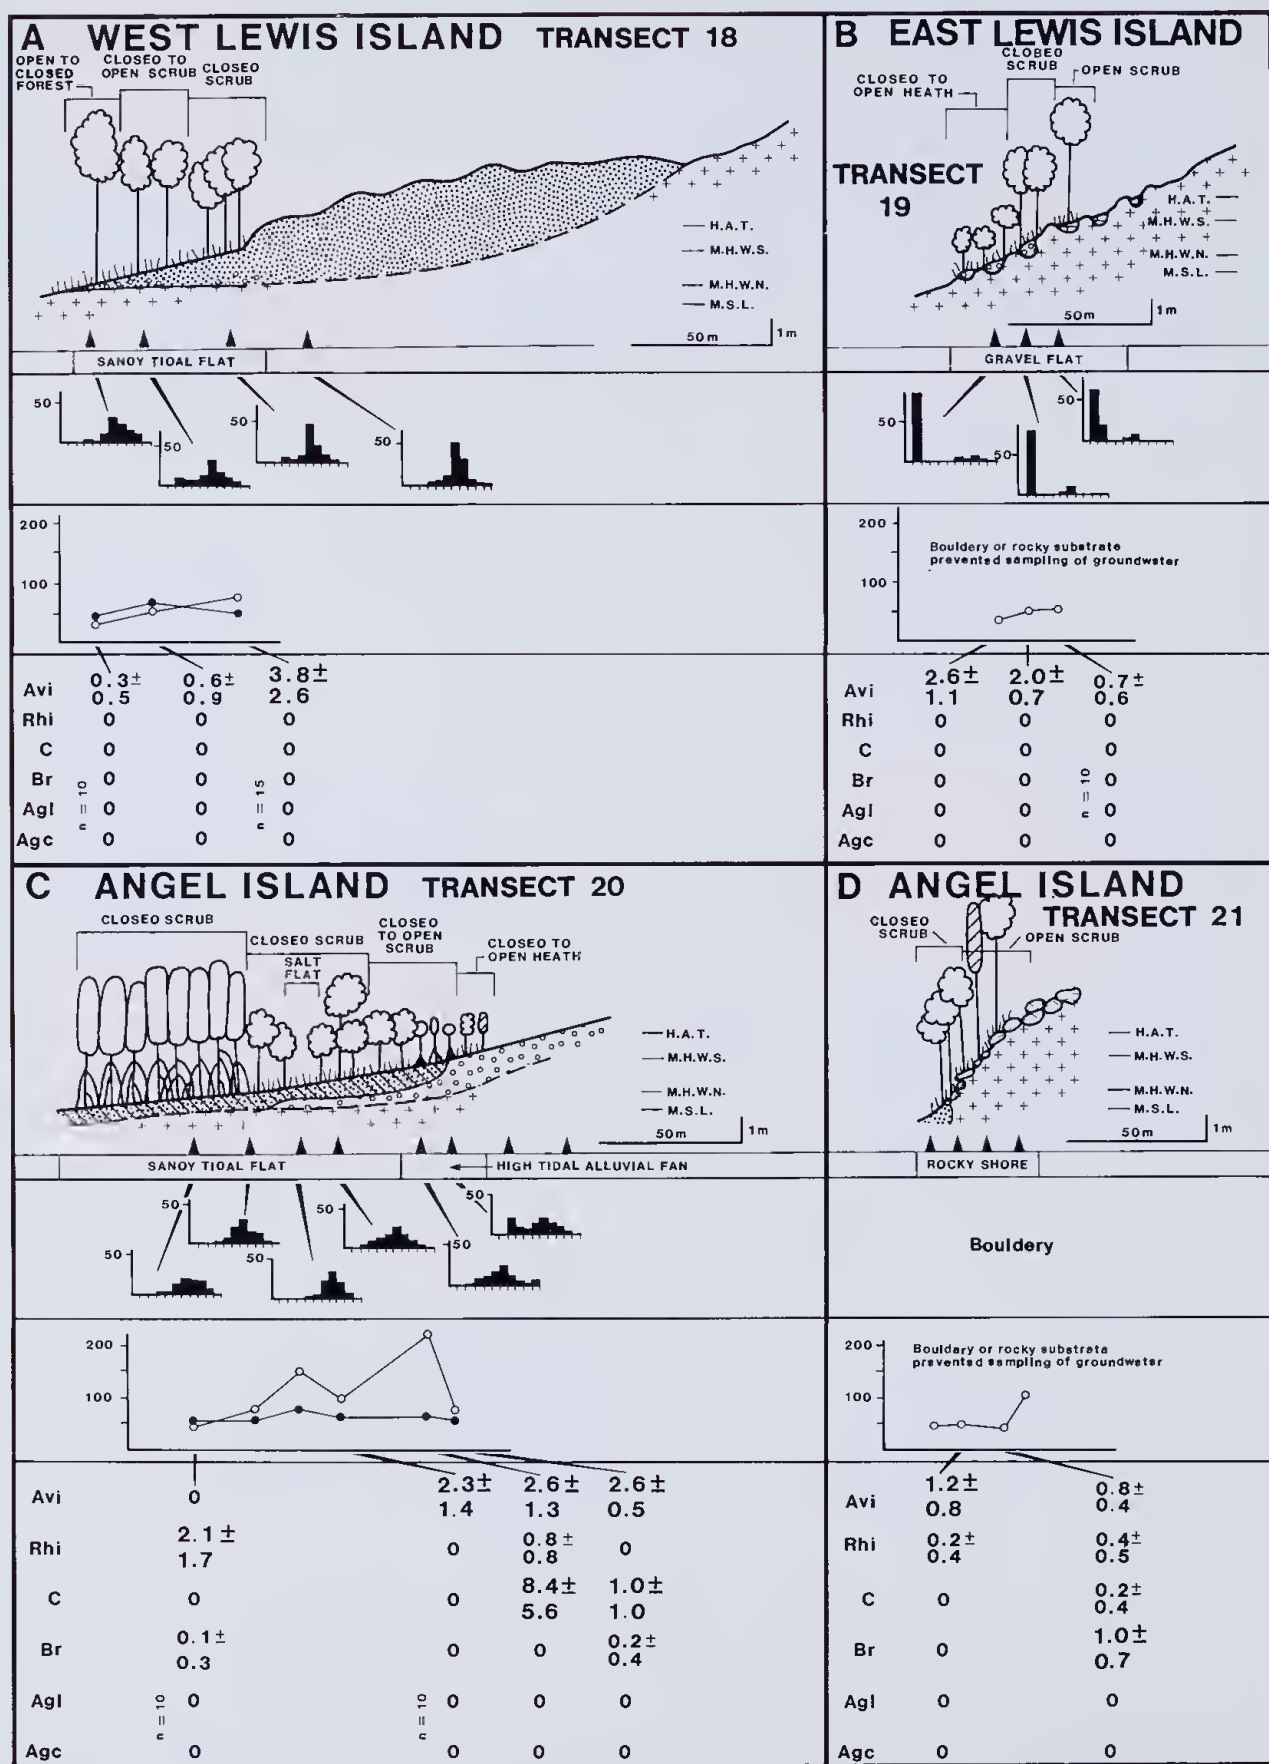 A WEST LEWIS ISLAND TRANSECT 18
OPEN TO
CLOSED
FOREST
CLOSED TO
OPEN SCRUB
CLOSEO
SCRUB
H.A.T.
M.H.W.S.
M.H.W.N.
M.S.L.
50m
1m
SANOY TIOAL FLAT
50
50
50
50
200
100
Avi 0.3± 0.6± 3.8±
0.5 0.9 2.6
Rhi 0 0 0
C 0 0 0
Br 0 0 0
Agl 0 0 0
Agc 0 0 0
n = 10
n = 15
B EAST LEWIS ISLAND
TRANSECT
19
CLOSEO TO
OPEN HEATH
CLOBEO
SCRUB
OPEN SCRUB
H.A.T.
M.H.W.S.
M.H.W.N.
M.S.L.
50m
1m
GRAVEL FLAT
50
50
50
200
100
Bouldery or rocky substrate
prevented sampling of groundwater
Avi 2.6± 2.0± 0.7±
1.1 0.7 0.6
Rhi 0 0 0
C 0 0 0
Br 0 0 0
Agl 0 0 0
Agc 0 0 0
n = 10
C ANGEL ISLAND TRANSECT 20
CLOSEO SCRUB
CLOSEO SCRUB
SALT
FLAT
CLOSEO
TO OPEN
SCRUB
CLOSEO TO
OPEN HEATH
H.A.T.
M.H.W.S.
M.H.W.N.
M.S.L.
50m
1m
SANOY TIDAL FLAT
HIGH TIDAL ALLUVIAL FAN
50
50
50
50
50
50
200
100
Avi 0 2.3± 2.6± 2.6±
1.4 1.3 0.5
Rhi 2.1± 0 0.8± 0
1.7 0.8
C 0 0 8.4± 1.0±
5.6 1.0
Br 0.1± 0 0 0.2±
0.3 0.4
Agl 0 0 0 0
Agc 0 0 0 0
n = 10
n = 10
D ANGEL ISLAND
TRANSECT 21
CLOSEO
SCRUB
OPEN SCRUB
H.A.T.
M.H.W.S.
M.H.W.N.
M.S.L.
50m
1m
ROCKY SHORE
Bouldery
200
100
Bouldary or rocky substrata
prevented sampling of groundwater
Avi 1.2± 0.8±
0.8 0.4
Rhi 0.2± 0.4±
0.4 0.5
C 0 0.2±
0.4
Br 0 1.0±
0.7
Agl 0 0
Agc 0 0